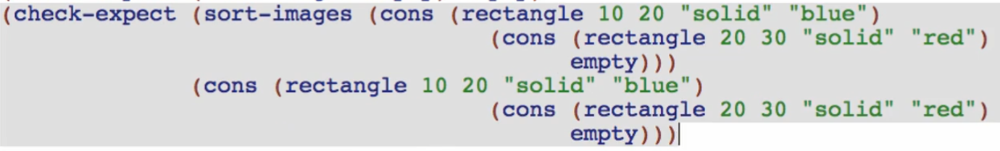 (check-expect (sort-images (cons (rectangle 10 20 "solid" "blue")
(cons (rectangle 20 30 "solid" "red")
empty)))
(cons (rectangle 10 20 "solid" "blue")
(cons (rectangle 20 30 "solid" "red")
empty)))